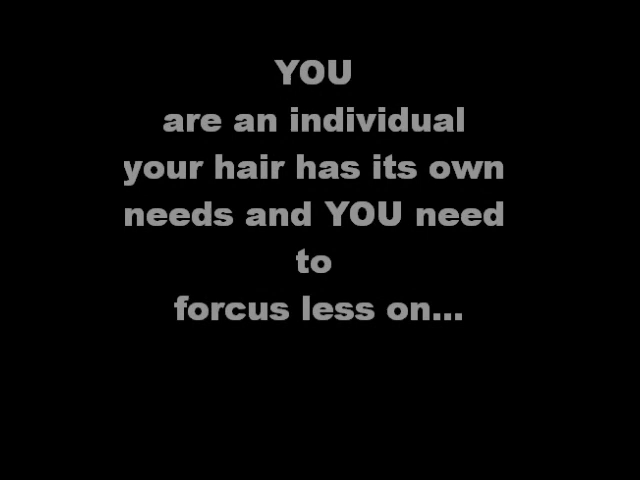 YOU
are an individual
your hair has its own
needs and YOU need
to
forcus less on...